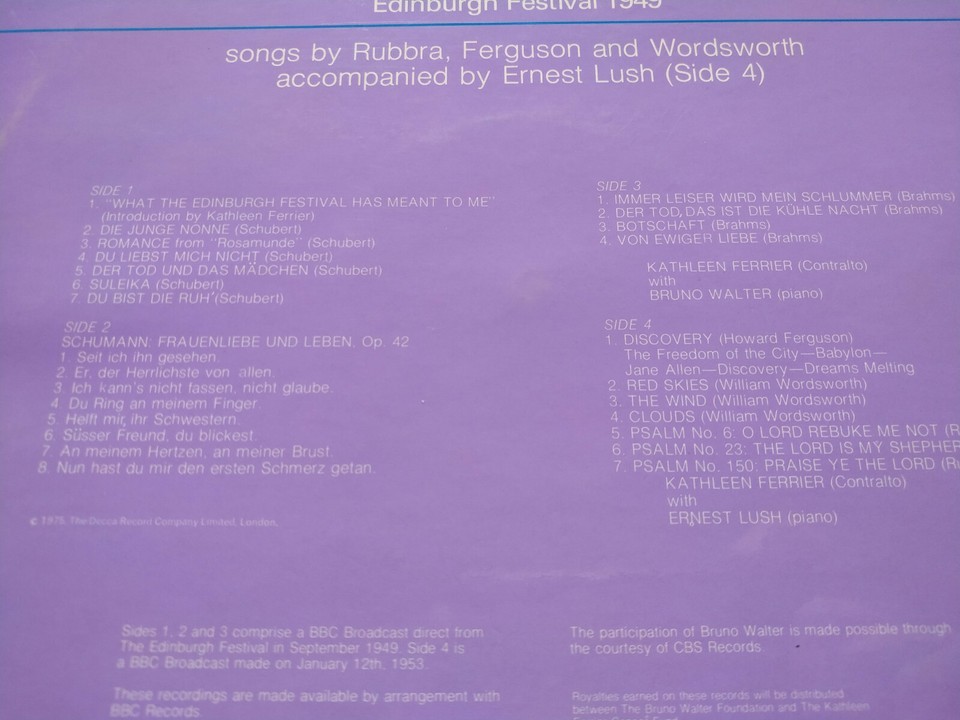 Edinburgh Festival 1949
songs by Rubbra, Ferguson and Wordsworth
accompanied by Ernest Lush (Side 4)
SIDE 1
1. "WHAT THE EDINBURGH FESTIVAL HAS MEANT TO ME"
(Introduction by Kathleen Ferrier)
2. DIE JUNGE NONNE (Schubert)
3. ROMANCE from "Rosamunde" (Schubert)
4. DU LIEBST MICH NICHT (Schubert)
5. DER TOD UND DAS MÄDCHEN (Schubert)
6. SULEIKA (Schubert)
7. DU BIST DIE RUH' (Schubert)
SIDE 2
SCHUMANN: FRAUENLIEBE UND LEBEN, Op. 42
1. Seit ich ihn gesehen.
2. Er, der Herrlichste von allen.
3. Ich kann's nicht fassen, nicht glaube.
4. Du Ring an meinem Finger.
5. Helft mir, ihr Schwestern.
6. Süsser Freund, du blickest.
7. An meinem Hertzen, an meiner Brust.
8. Nun hast du mir den ersten Schmerz getan.
© 1975, The Decca Record Company Limited, London.
SIDE 3
1. IMMER LEISER WIRD MEIN SCHLUMMER (Brahms)
2. DER TOD, DAS IST DIE KÜHLE NACHT (Brahms)
3. BOTSCHAFT (Brahms)
4. VON EWIGER LIEBE (Brahms)
KATHLEEN FERRIER (Contralto)
with
BRUNO WALTER (piano)
SIDE 4
1. DISCOVERY (Howard Ferguson)
The Freedom of the City—Babylon—
Jane Allen—Discovery—Dreams Melting
2. RED SKIES (William Wordsworth)
3. THE WIND (William Wordsworth)
4. CLOUDS (William Wordsworth)
5. PSALM No. 6: O LORD REBUKE ME NOT (R
6. PSALM No. 23: THE LORD IS MY SHEPHER
7. PSALM No. 150: PRAISE YE THE LORD (Ru
KATHLEEN FERRIER (Contralto)
with
ERNEST LUSH (piano)
Sides 1, 2 and 3 comprise a BBC Broadcast direct from
The Edinburgh Festival in September 1949. Side 4 is
a BBC Broadcast made on January 12th, 1953.
These recordings are made available by arrangement with
BBC Records
The participation of Bruno Walter is made possible through
the courtesy of CBS Records
Royalties earned on these records will be distributed
between The Bruno Walter Foundation and The Kathleen